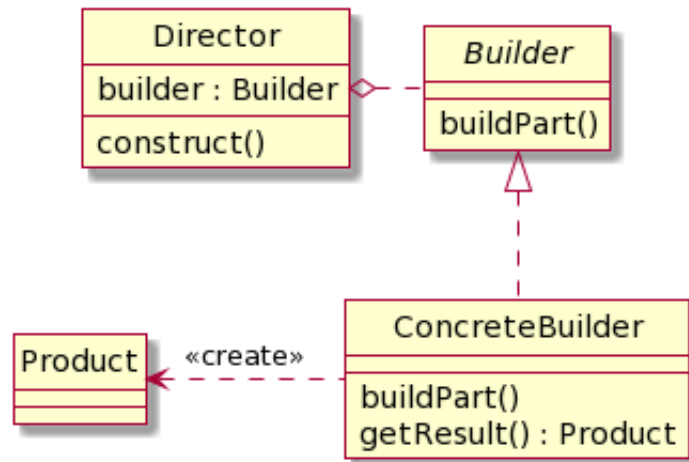 Director
builder : Builder
construct()
Builder
buildPart()
Product
«create»
ConcreteBuilder
buildPart()
getResult() : Product